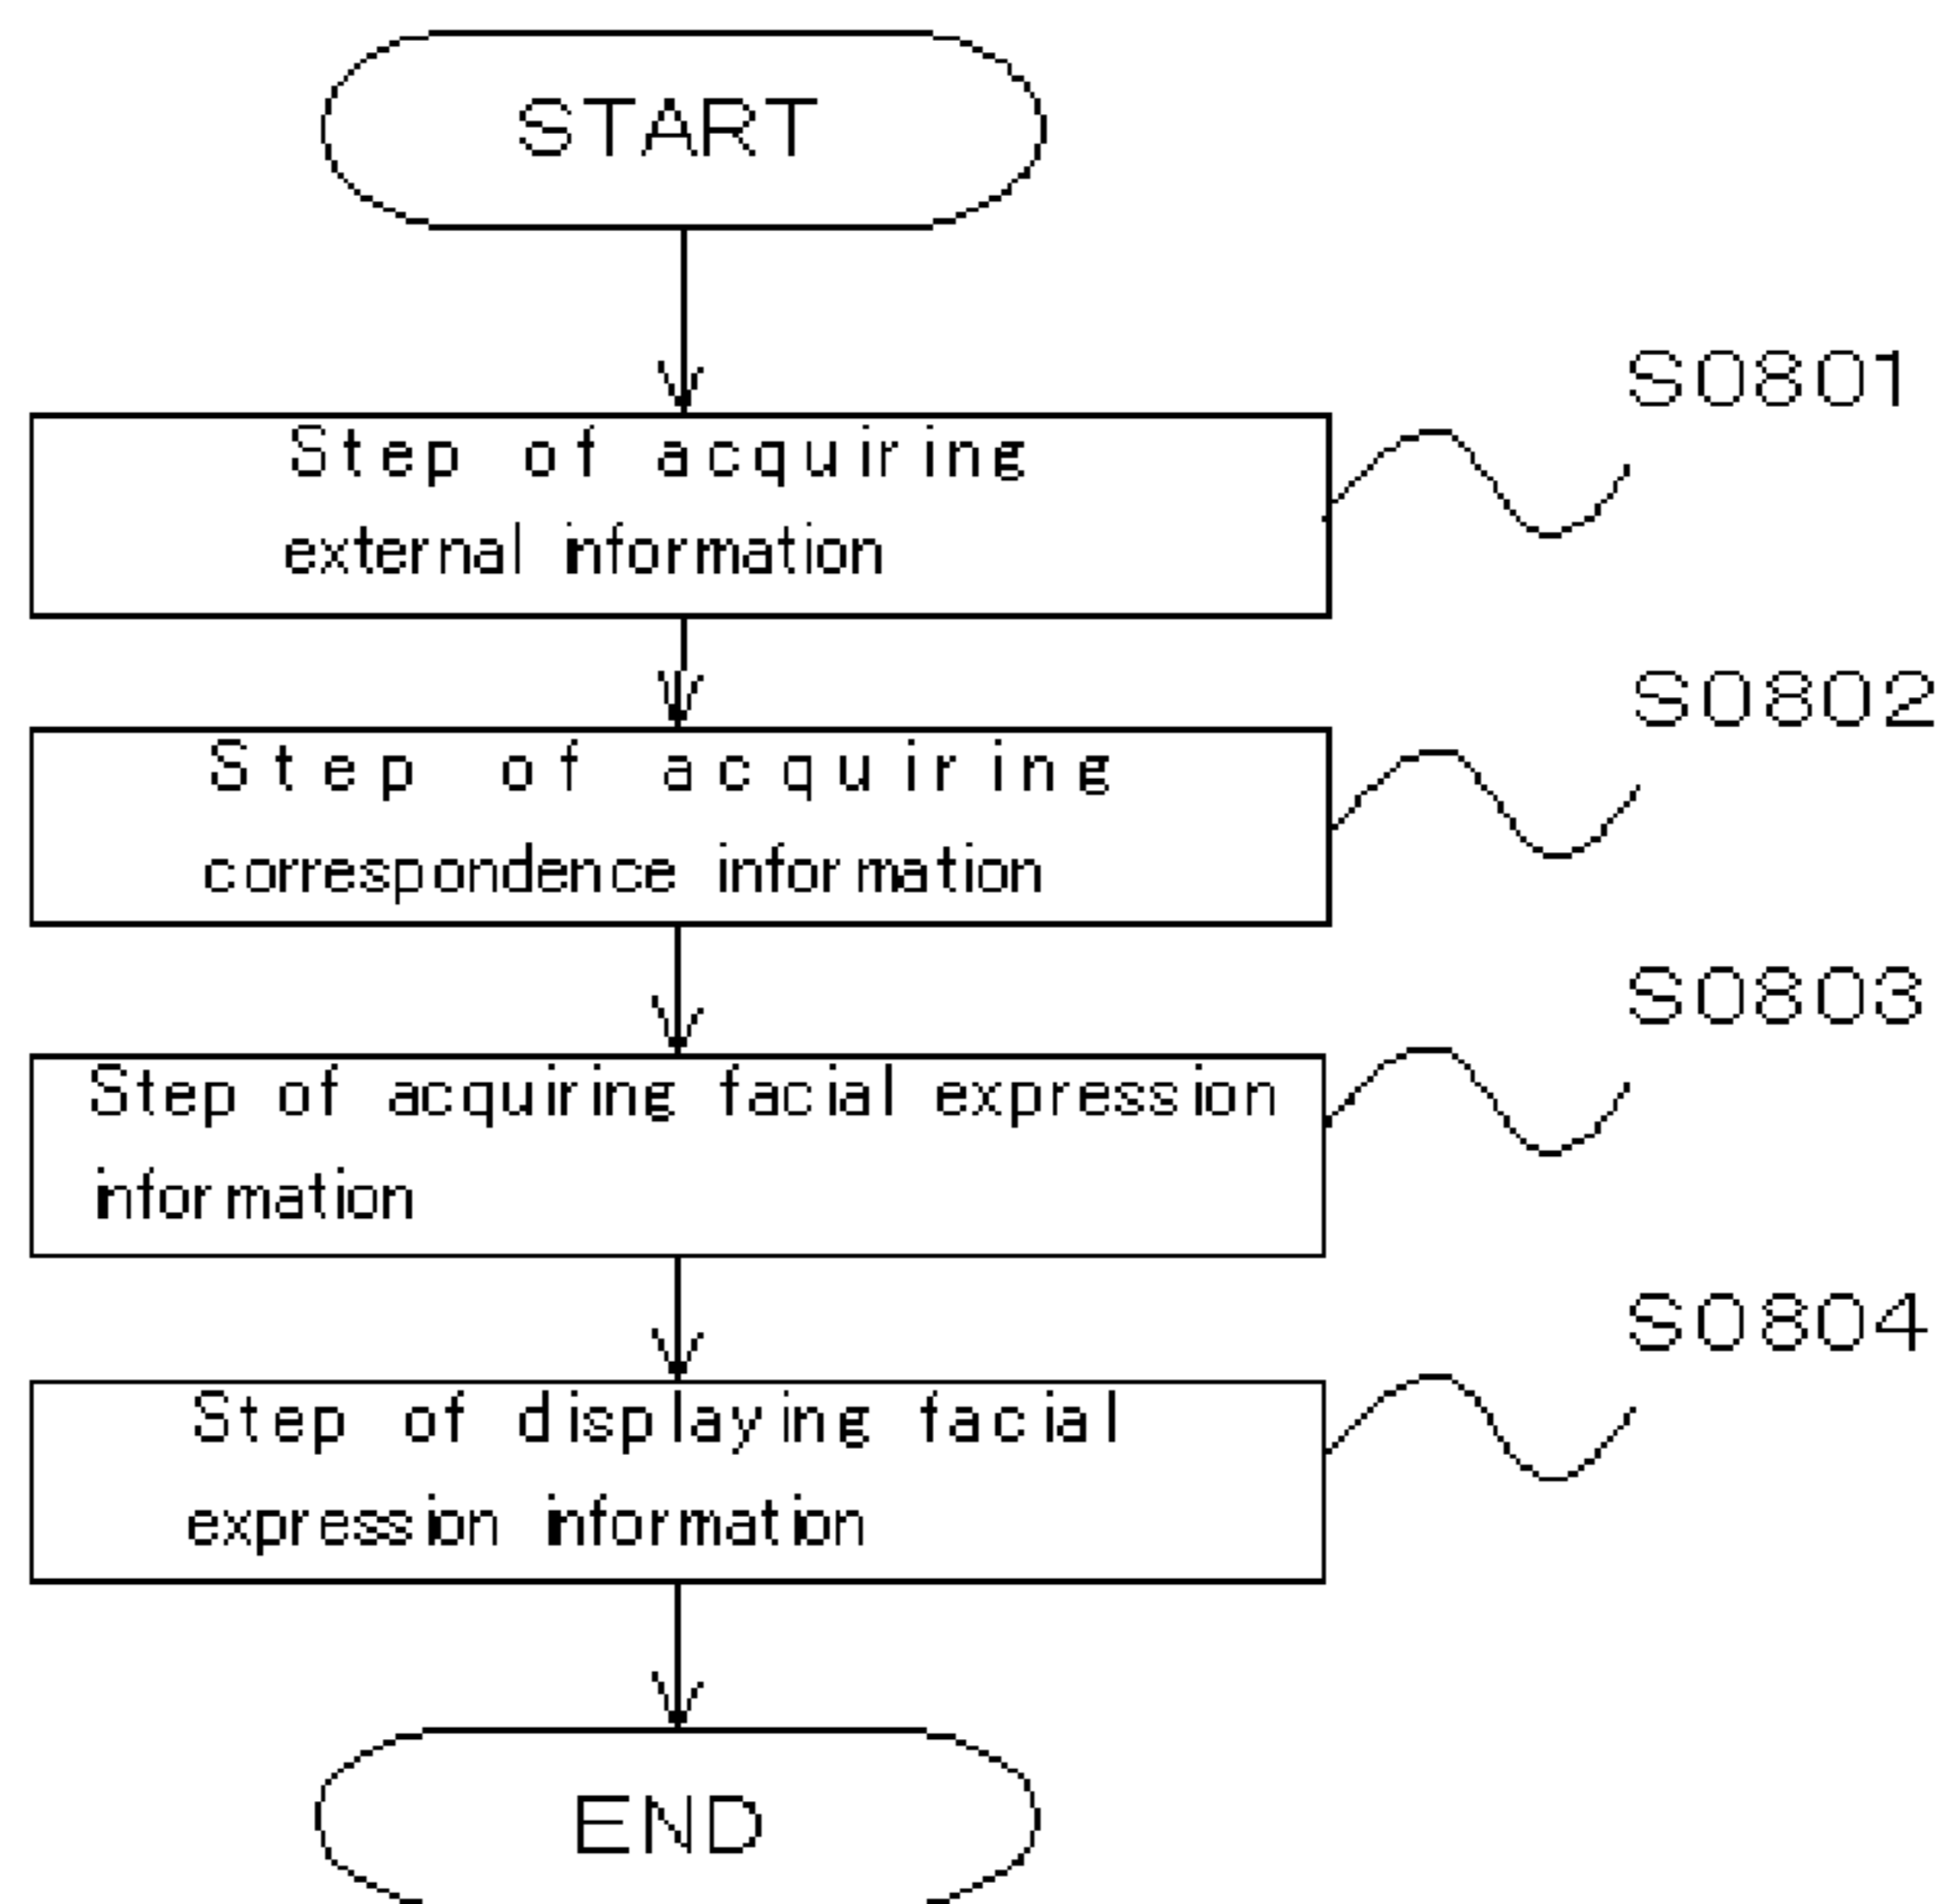 START
S0801
Step of acquiring
external information
S0802
Step of acquiring
correspondence information
S0803
Step of acquiring facial expression
information
S0804
Step of displaying facial
expression information
END